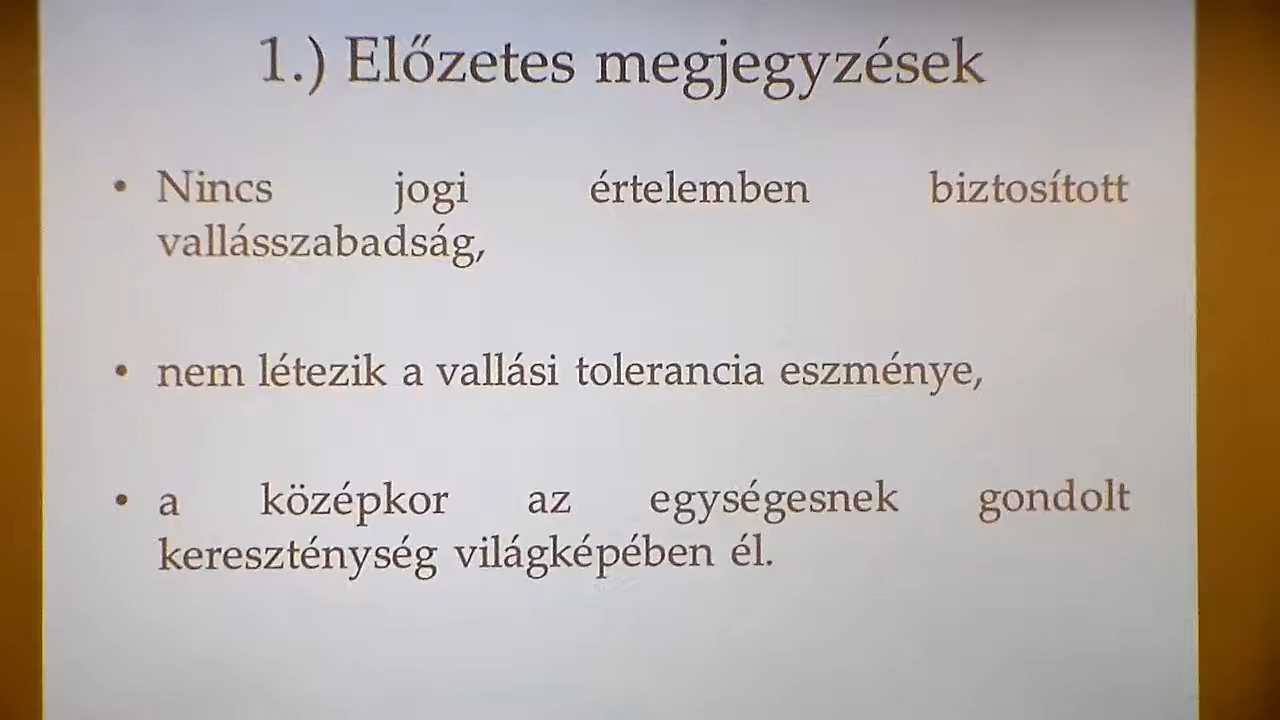 1.) Előzetes megjegyzések
• Nincs jogi értelemben biztosított
vallásszabadság,
• nem létezik a vallási tolerancia eszménye,
• a középkor az egységesnek gondolt
kereszténység világképében él.